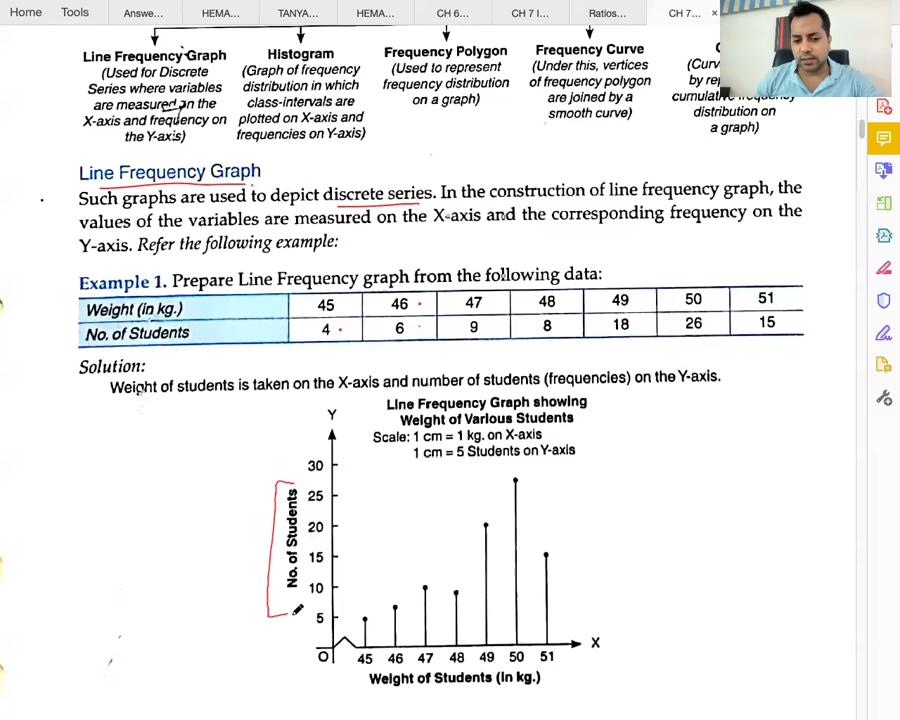 Home Tools Answe... HEMA... TANYA... HEMA... CH 6... CH 7 I... Ratios... CH 7... ×
Line Frequency Graph
(Used for Discrete
Series where variables
are measured on the
X-axis and frequency on
the Y-axis)
Histogram
(Graph of frequency
distribution in which
class-intervals are
plotted on X-axis and
frequencies on Y-axis)
Frequency Polygon
(Used to represent
frequency distribution
on a graph)
Frequency Curve
(Under this, vertices
of frequency polygon
are joined by a
smooth curve)
(Curv
by rep
cumulative frequency
distribution on
a graph)
Line Frequency Graph
Such graphs are used to depict discrete series. In the construction of line frequency graph, the
values of the variables are measured on the X-axis and the corresponding frequency on the
Y-axis. Refer the following example:
Example 1. Prepare Line Frequency graph from the following data:
Weight (in kg.) 45 46 47 48 49 50 51
No. of Students 4 6 9 8 18 26 15
Solution:
Weight of students is taken on the X-axis and number of students (frequencies) on the Y-axis.
Line Frequency Graph showing
Weight of Various Students
Scale: 1 cm = 1 kg. on X-axis
1 cm = 5 Students on Y-axis
Y
30
25
20
15
10
5
No. of Students
O 45 46 47 48 49 50 51 X
Weight of Students (in kg.)